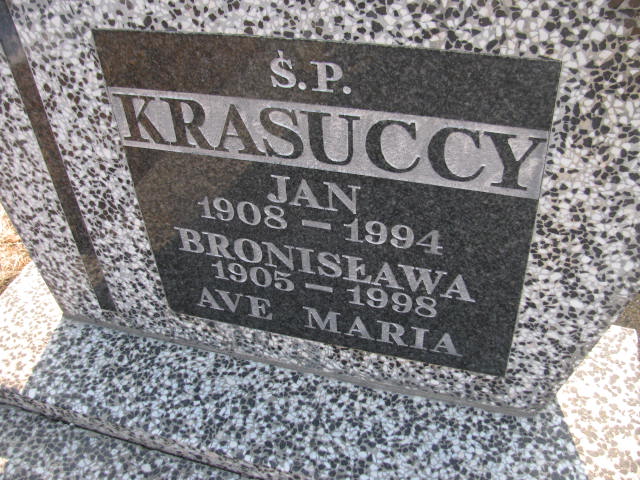 Ś.P.
KRASUCCY
JAN
1908 – 1994
BRONISŁAWA
1905 – 1998
AVE MARIA